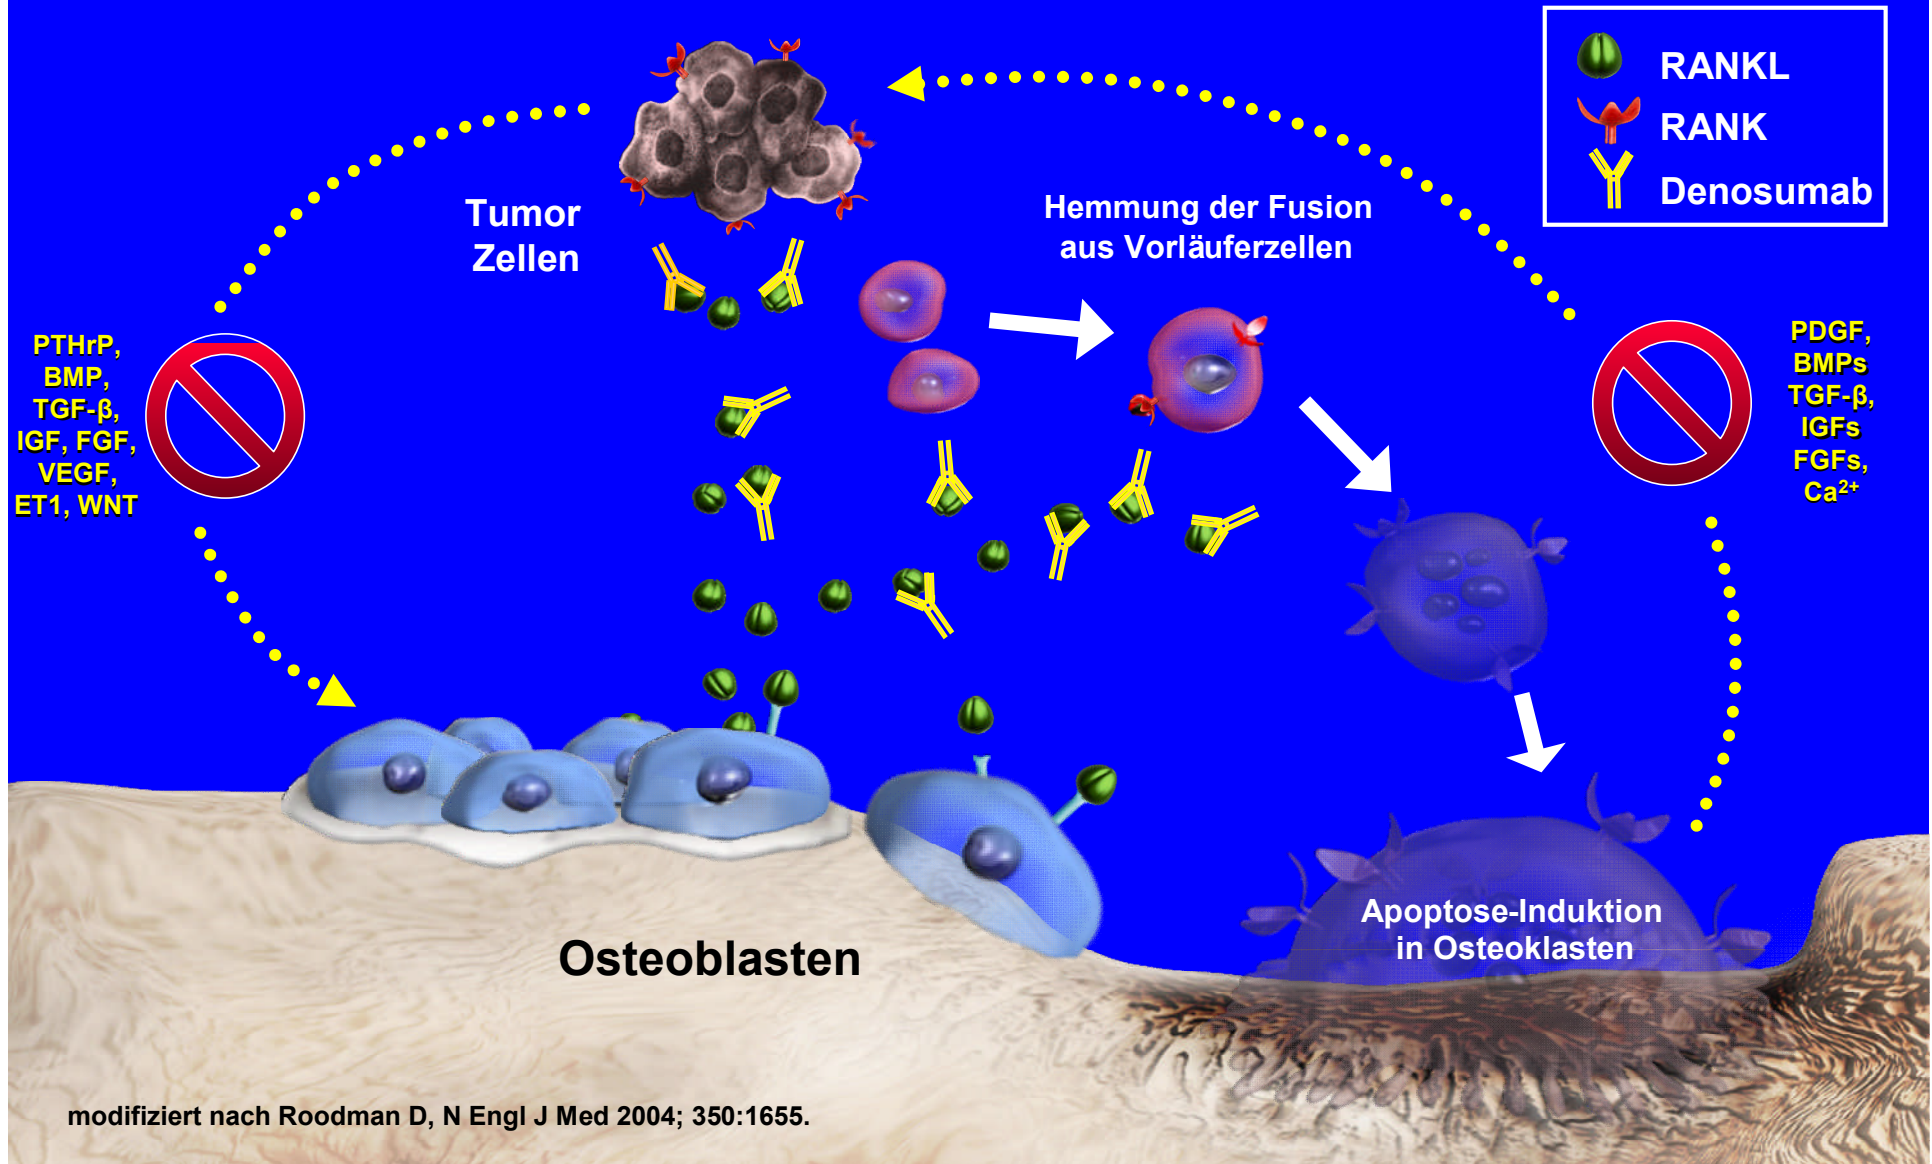 RANKL
RANK
Denosumab
Tumor
Zellen
Hemmung der Fusion
aus Vorläuferzellen
PTHrP,
BMP,
TGF-β,
IGF, FGF,
VEGF,
ET1, WNT
PDGF,
BMPs
TGF-β,
IGFs
FGFs,
Ca²⁺
Apoptose-Induktion
in Osteoklasten
Osteoblasten
modifiziert nach Roodman D, N Engl J Med 2004; 350:1655.